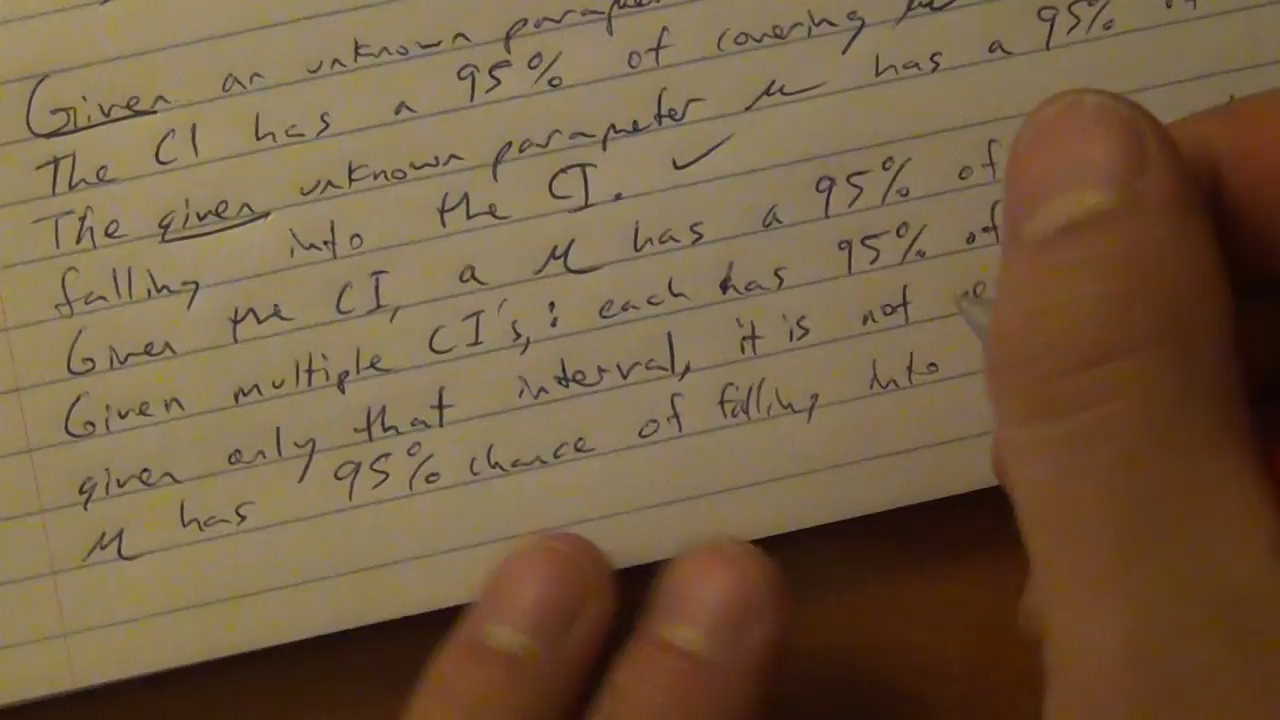 Given an unknown
The CI has a 95% of covering μ
The given unknown parameter μ has a 95% of
falling into the CI. ✓
Given the CI, a μ has a 95% of
Given multiple CI's; each has 95% of
given only that interval, it is not
μ has 95% chance of falling into